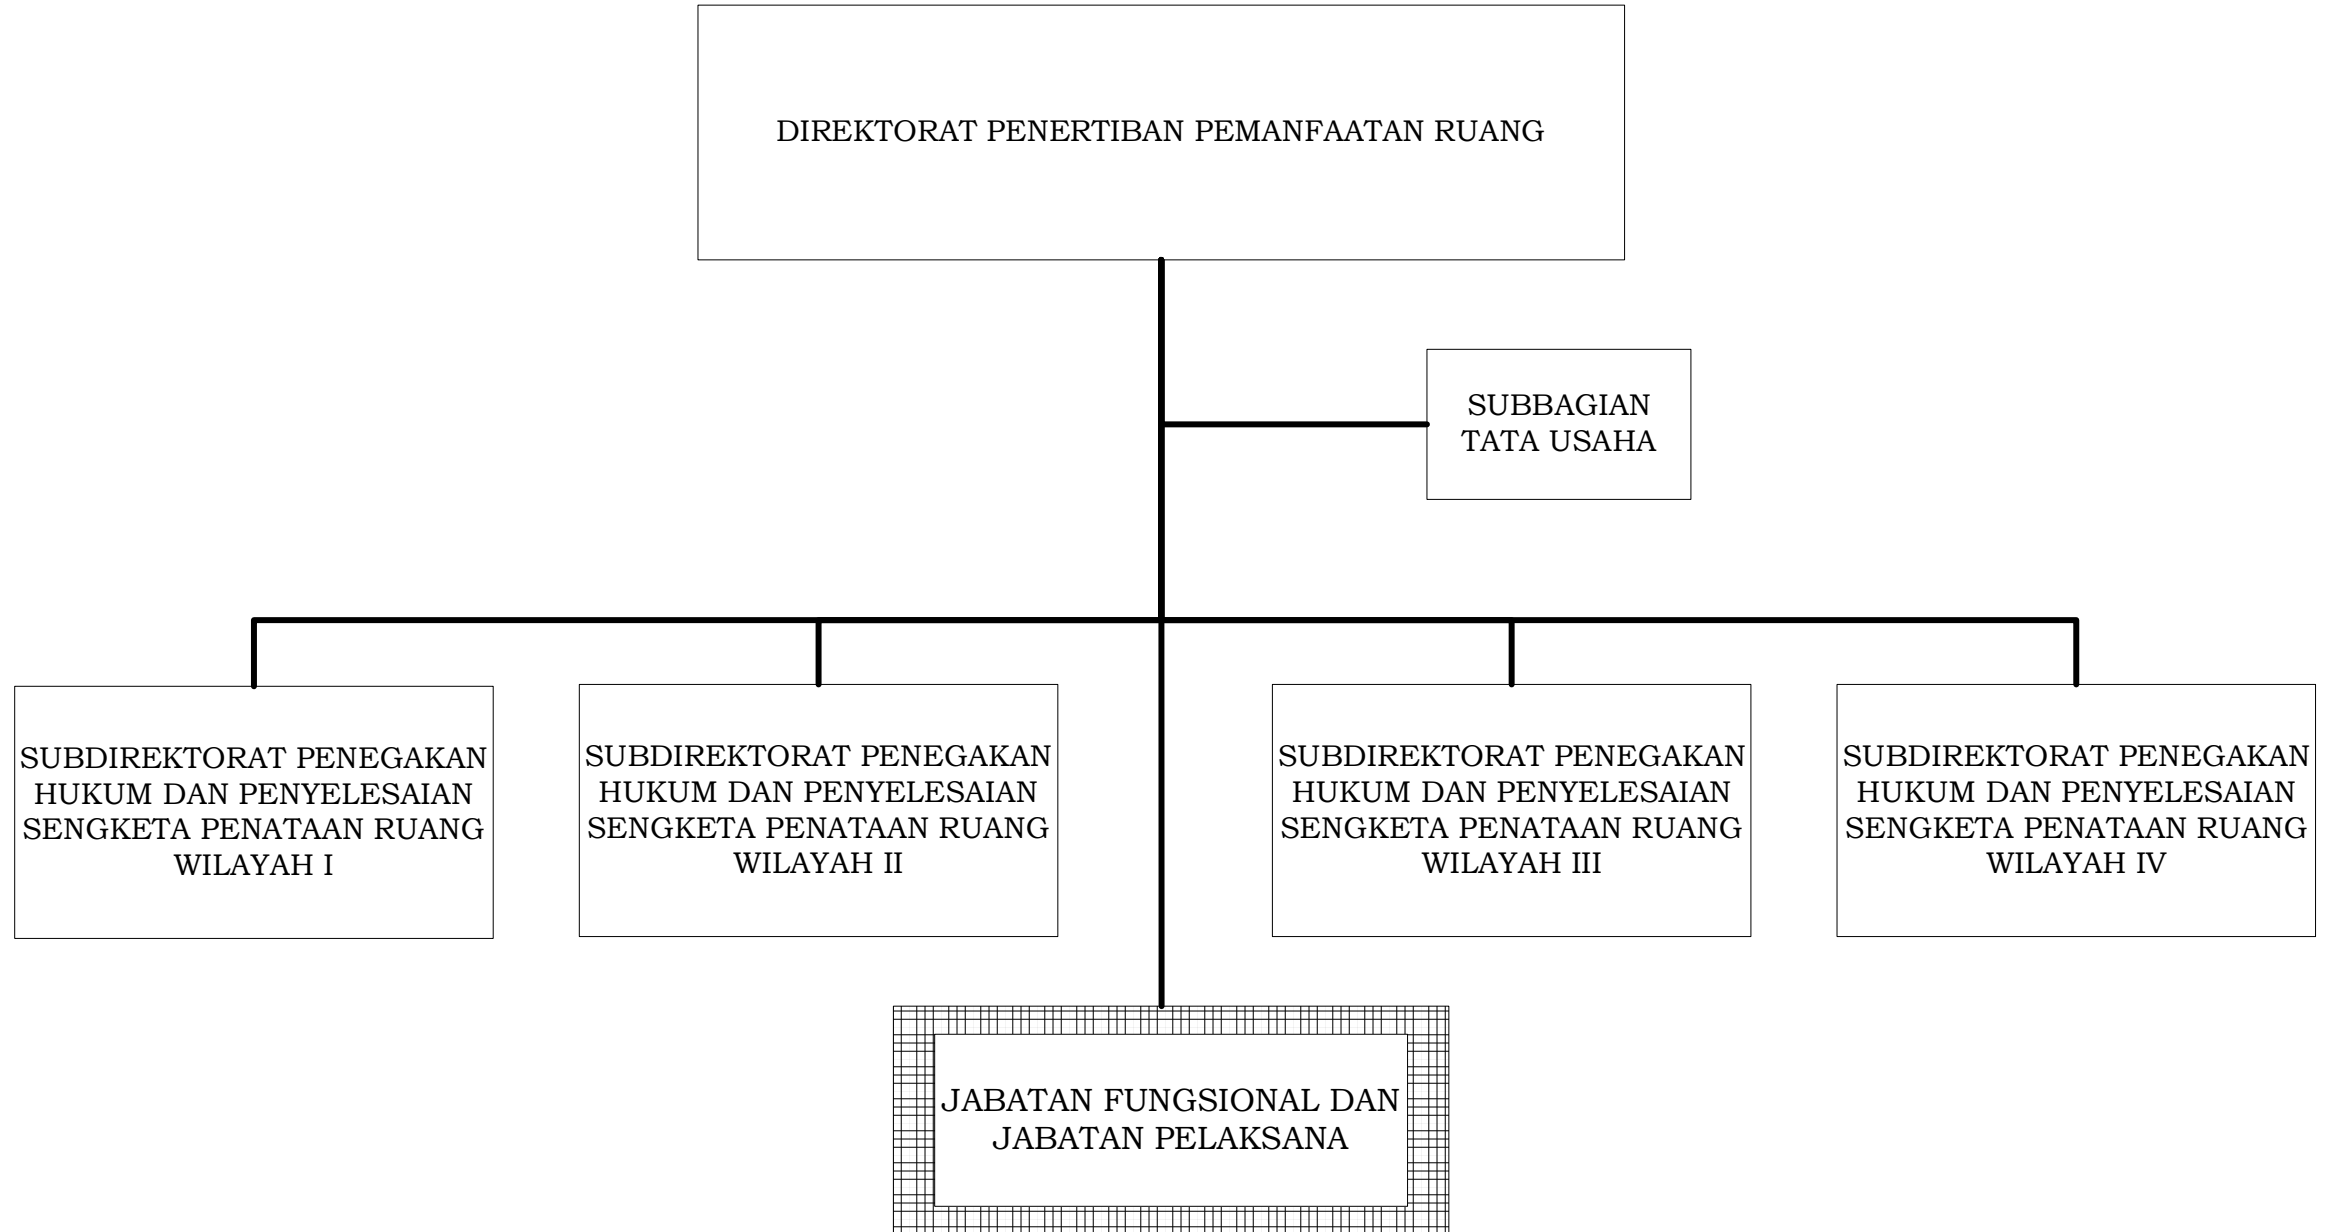 DIREKTORAT PENERTIBAN PEMANFAATAN RUANG
SUBBAGIAN
TATA USAHA
SUBDIREKTORAT PENEGAKAN
HUKUM DAN PENYELESAIAN
SENGKETA PENATAAN RUANG
WILAYAH I
SUBDIREKTORAT PENEGAKAN
HUKUM DAN PENYELESAIAN
SENGKETA PENATAAN RUANG
WILAYAH II
SUBDIREKTORAT PENEGAKAN
HUKUM DAN PENYELESAIAN
SENGKETA PENATAAN RUANG
WILAYAH III
SUBDIREKTORAT PENEGAKAN
HUKUM DAN PENYELESAIAN
SENGKETA PENATAAN RUANG
WILAYAH IV
JABATAN FUNGSIONAL DAN
JABATAN PELAKSANA